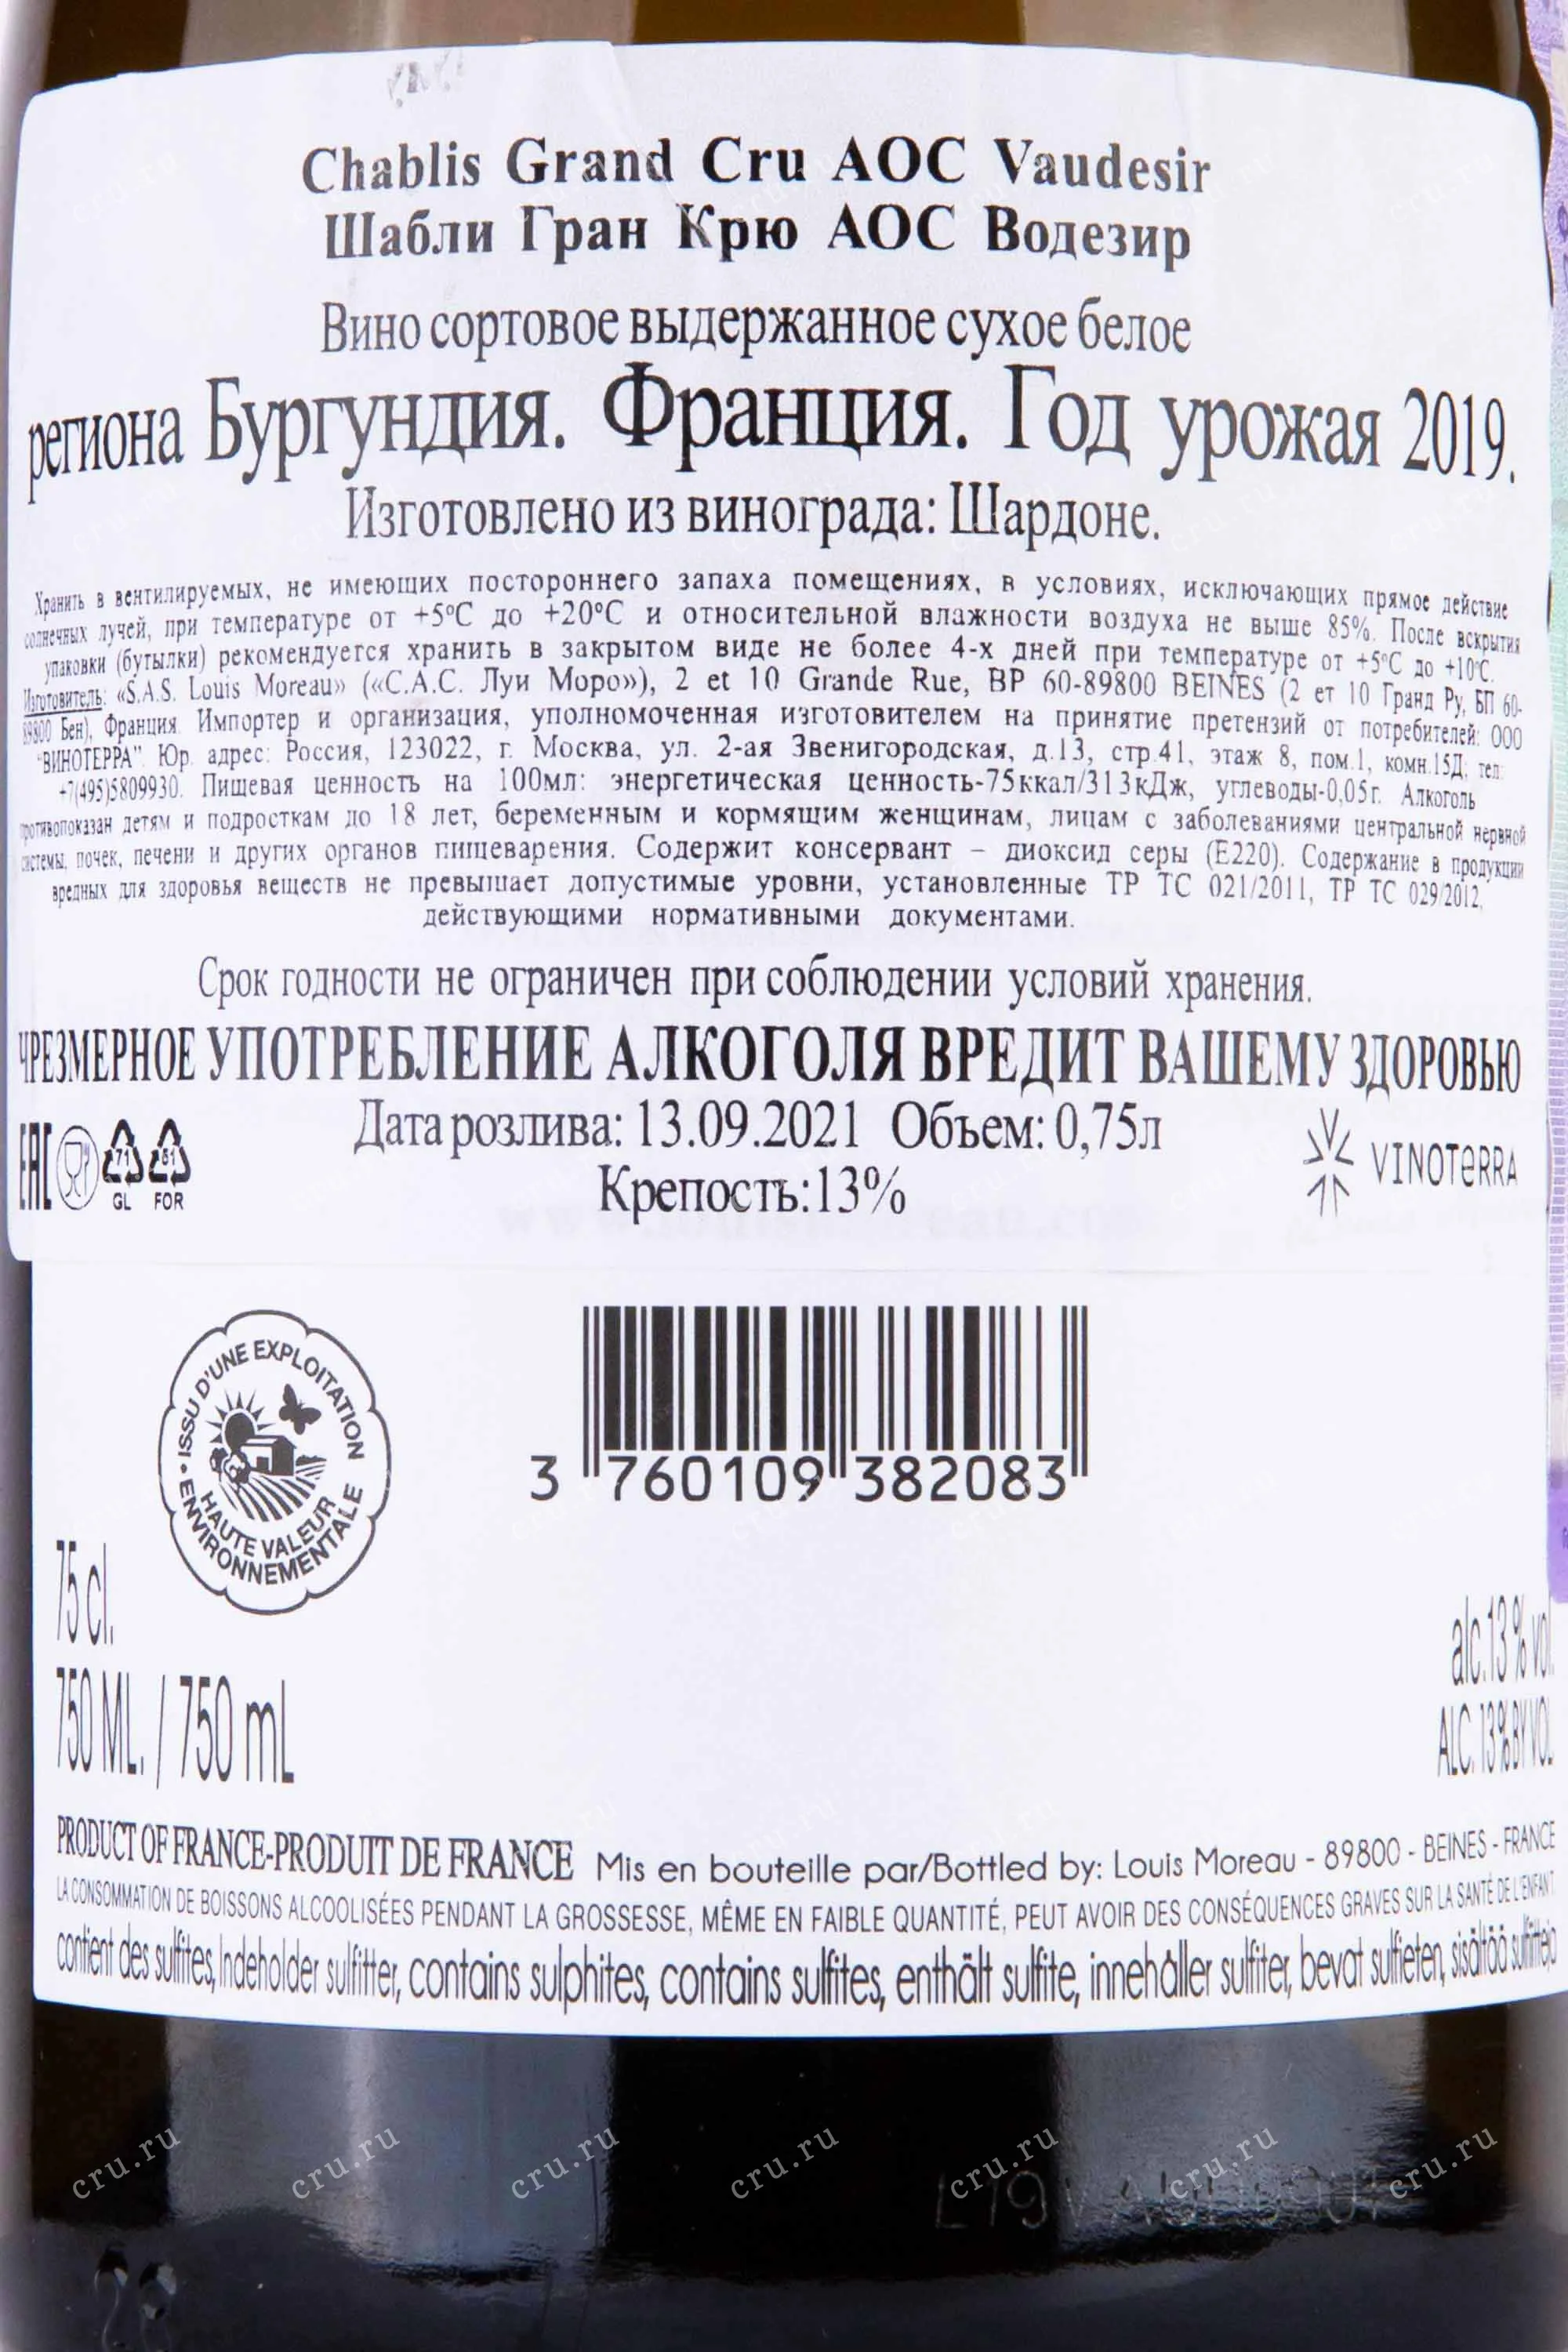 Chablis Grand Cru AOC Vaudesir
Шабли Гран Крю АОС Водезир
Вино сортовое выдержанное сухое белое
региона Бургундия. Франция. Год урожая 2019.
Изготовлено из винограда: Шардоне.
Хранить в вентилируемых, не имеющих постороннего запаха помещениях, в условиях, исключающих прямое действие
солнечных лучей, при температуре от +5°С до +20°С и относительной влажности воздуха не выше 85%. После вскрытия
упаковки (бутылки) рекомендуется хранить в закрытом виде не более 4-х дней при температуре от +5°С до +10°С.
Изготовитель: «S.A.S. Louis Moreau» («С.А.С. Луи Моро»), 2 et 10 Grande Rue, BP 60-89800 BEINES (2 ет 10 Гранд Ру, БП 60-
89800 Бен), Франция. Импортер и организация, уполномоченная изготовителем на принятие претензий от потребителей: ООО
"ВИНОТЕРРА". Юр. адрес: Россия, 123022, г. Москва, ул. 2-ая Звенигородская, д.13, стр.41, этаж 8, пом.1, комн.15Д; тел:
+7(495)5809930. Пищевая ценность на 100мл: энергетическая ценность-75ккал/313кДж, углеводы-0,05г. Алкоголь
противопоказан детям и подросткам до 18 лет, беременным и кормящим женщинам, лицам с заболеваниями центральной нервной
системы, почек, печени и других органов пищеварения. Содержит консервант – диоксид серы (Е220). Содержание в продукции
вредных для здоровья веществ не превышает допустимые уровни, установленные ТР ТС 021/2011, ТР ТС 029/2012,
действующими нормативными документами.
Срок годности не ограничен при соблюдении условий хранения.
ЧРЕЗМЕРНОЕ УПОТРЕБЛЕНИЕ АЛКОГОЛЯ ВРЕДИТ ВАШЕМУ ЗДОРОВЬЮ
Дата розлива: 13.09.2021 Объем: 0,75л
Крепость:13%
EAC
71
GL
81
FOR
VINOTeRRA
• ISSU D'UNE EXPLOITATION
HAUTE VALEUR
ENVIRONNEMENTALE
3 760109 382083
75 cl.
750 ML. / 750 mL
alc.13 % vol.
ALC. 13% BY VOL.
PRODUCT OF FRANCE-PRODUIT DE FRANCE Mis en bouteille par/Bottled by: Louis Moreau - 89800 - BEINES - FRANCE
LA CONSOMMATION DE BOISSONS ALCOOLISÉES PENDANT LA GROSSESSE, MÊME EN FAIBLE QUANTITÉ, PEUT AVOIR DES CONSÉQUENCES GRAVES SUR LA SANTÉ DE L'ENFANT
contient des sulfites, Indeholder sulfitter, contains sulphites, contains sulfites, enthält sulfite, innehåller sulfiter, bevat sulfieten, sisältää sulfiitteja
cru.ru cru.ru cru.ru cru.ru cru.ru cru.ru cru.ru